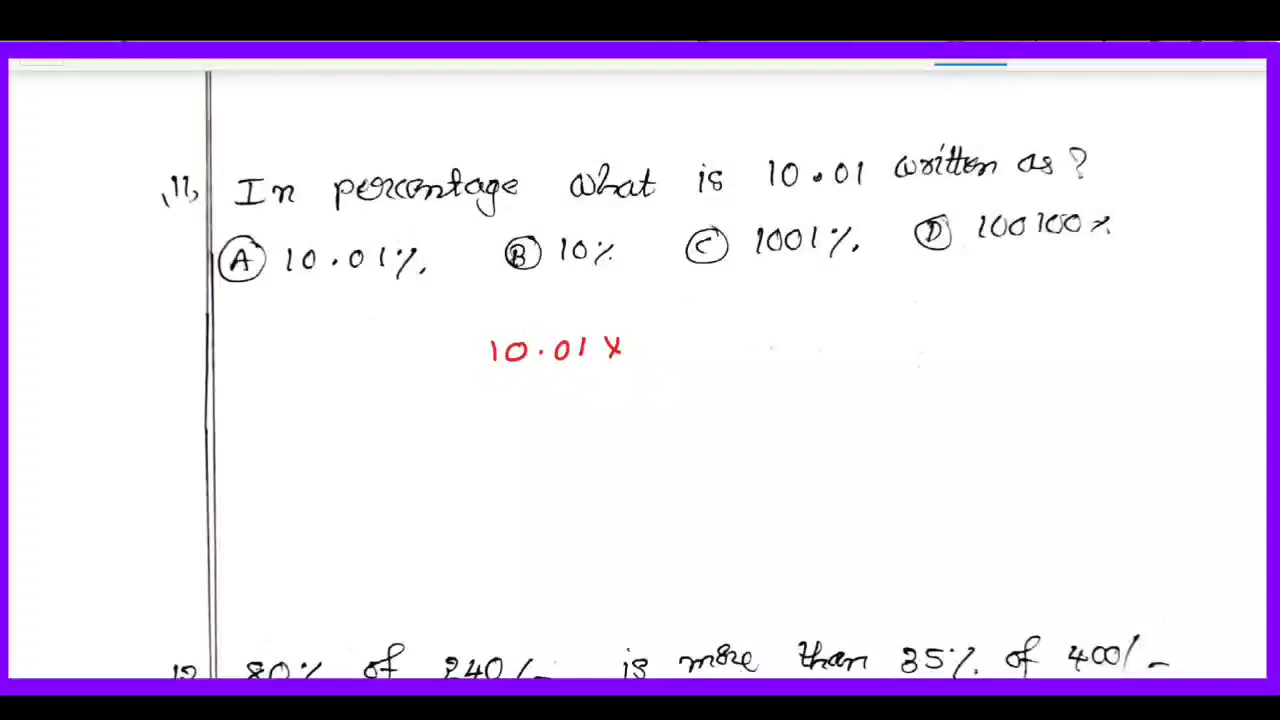 11, In percentage what is 10.01 written as?
(A) 10.01%. (B) 10% (C) 1001%. (D) 100100%
10.01 x
80% of 240/- is more than 35% of 400/-